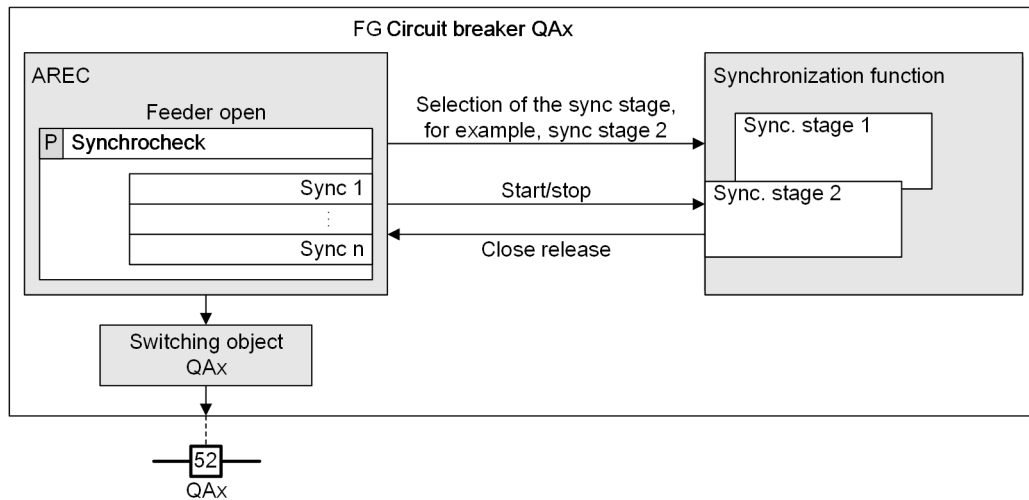 FG Circuit breaker QAx
AREC
Feeder open
P Synchrocheck
Sync 1
⋮
Sync n
Selection of the sync stage,
for example, sync stage 2
Start/stop
Close release
Synchronization function
Sync. stage 1
Sync. stage 2
Switching object
QAx
52
QAx